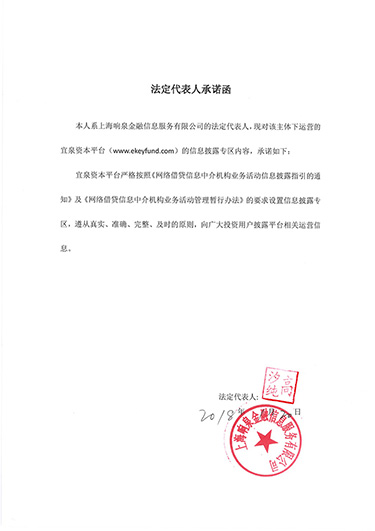 法定代表人承诺函
本人系上海响泉金融信息服务有限公司的法定代表人，现对该主体下运营的
宜泉资本平台（www.ekeyfund.com）的信息披露专区内容，承诺如下：
宜泉资本平台严格按照《网络借贷信息中介机构业务活动信息披露指引的通
知》及《网络借贷信息中介机构业务活动管理暂行办法》的要求设置信息披露专
区，遵从真实、准确、完整、及时的原则，向广大投资用户披露平台相关运营信
息。
法定代表人：
高
汐纯
2018年 月 日
上海响泉金融信息服务有限公司